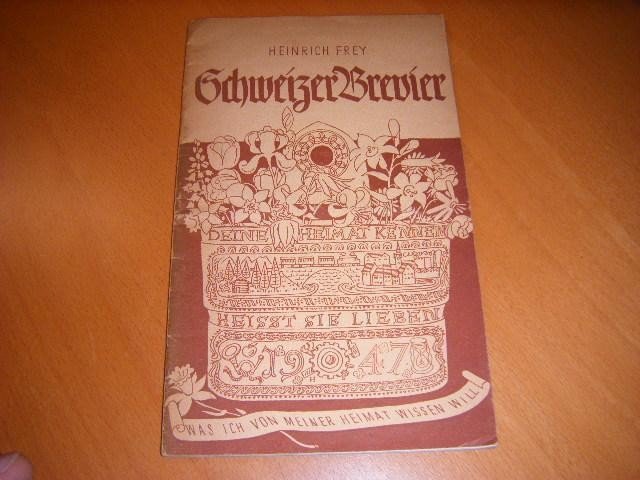 HEINRICH FREY
Schweizer Brevier
DEINE HEIMAT KENNEN
HEISST SIE LIEBEN
WAS ICH VON MEINER HEIMAT WISSEN WILL